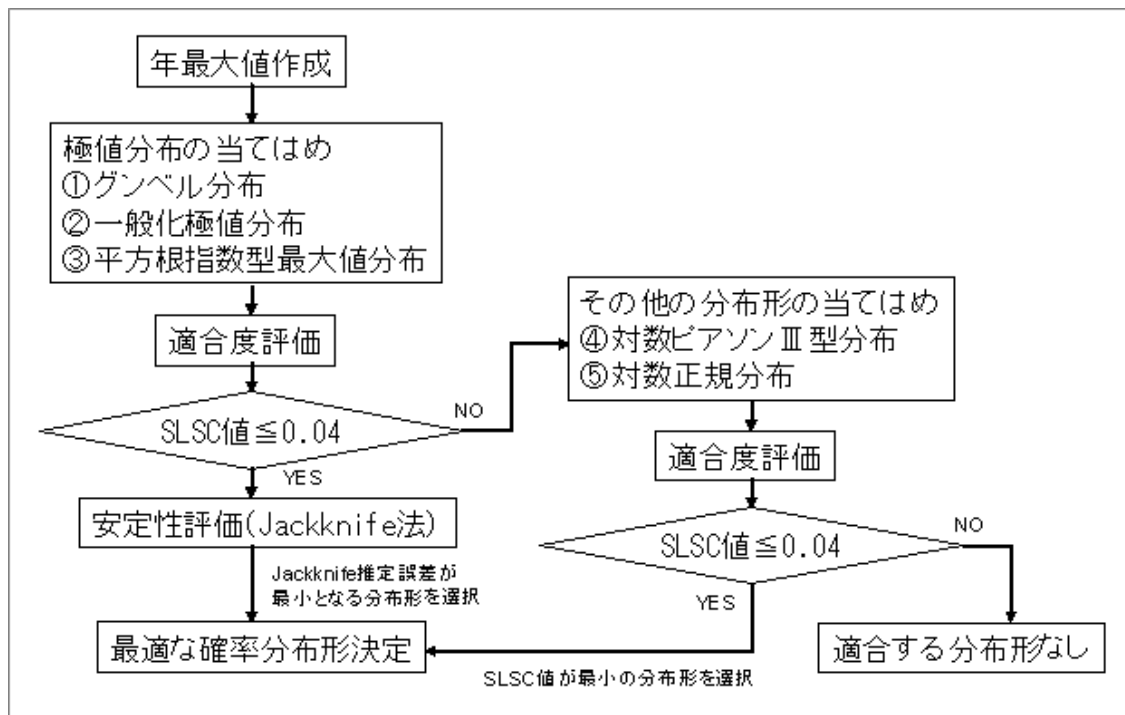 年最大値作成
極値分布の当てはめ
①グンベル分布
②一般化極値分布
③平方根指数型最大値分布
適合度評価
SLSC値≦0.04
NO
YES
安定性評価(Jackknife法)
Jackknife推定誤差が
最小となる分布形を選択
最適な確率分布形決定
その他の分布形の当てはめ
④対数ピアソンⅢ型分布
⑤対数正規分布
適合度評価
SLSC値≦0.04
NO
YES
SLSC値が最小の分布形を選択
適合する分布形なし